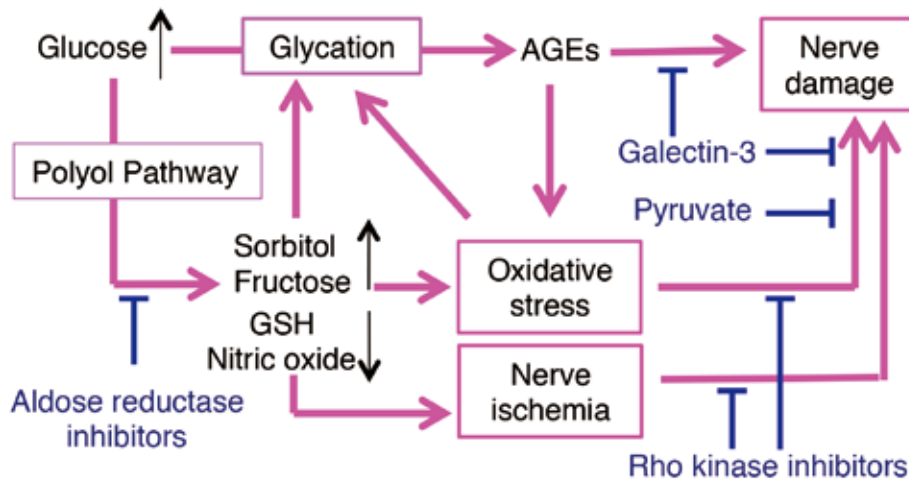 Glucose
Glycation
AGEs
Nerve
damage
Galectin-3
Polyol Pathway
Pyruvate
Sorbitol
Fructose
GSH
Nitric oxide
Oxidative
stress
Nerve
ischemia
Aldose reductase
inhibitors
Rho kinase inhibitors